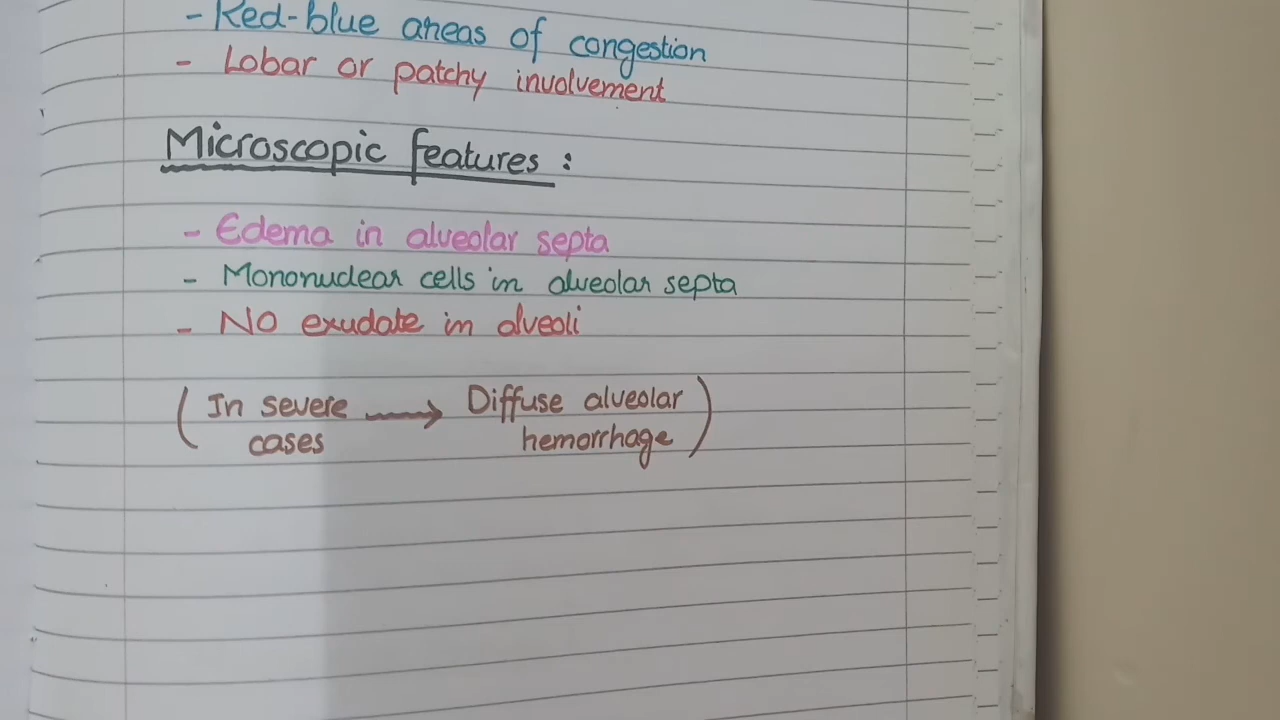 - Red-blue areas of congestion
- Lobar or patchy involvement
Microscopic features :
- Edema in alveolar septa
- Mononuclear cells in alveolar septa
- No exudate in alveoli
(In severe → Diffuse alveolar
cases hemorrhage)